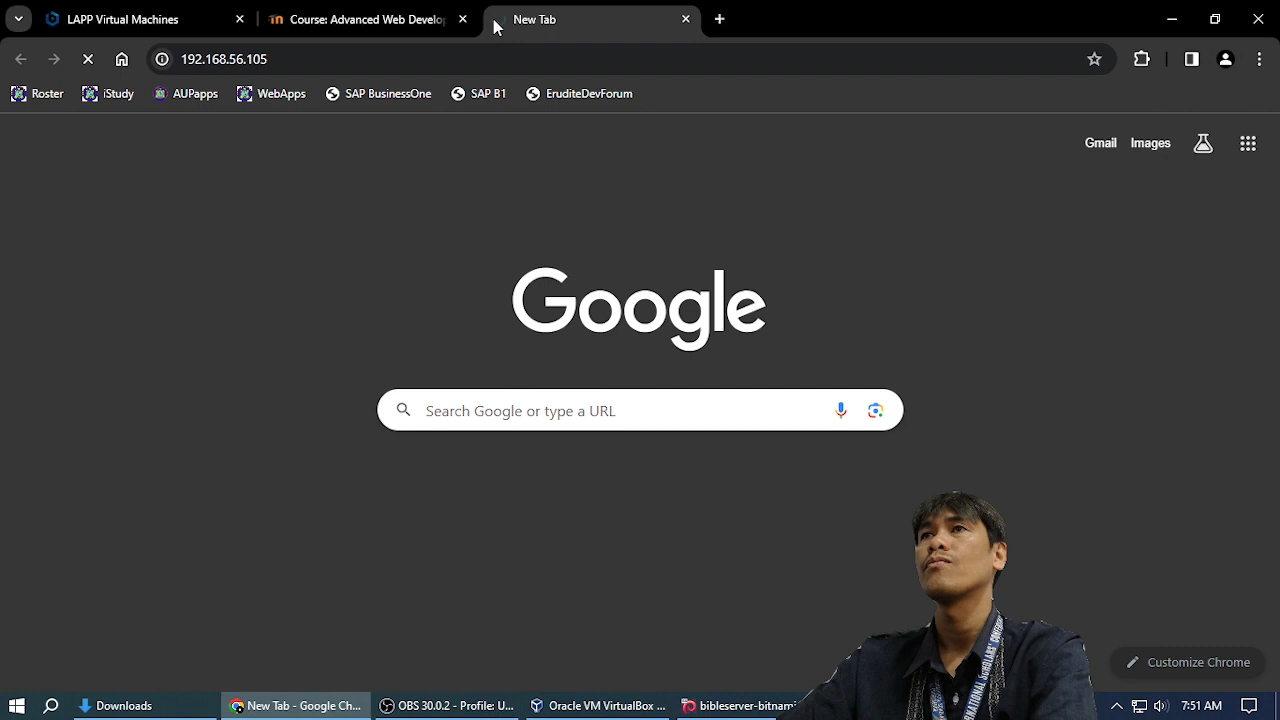 LAPP Virtual Machines
Course: Advanced Web Develop
New Tab
192.168.56.105
Roster
iStudy
AUPapps
WebApps
SAP BusinessOne
SAP B1
EruditeDevForum
Gmail
Images
Google
Search Google or type a URL
Customize Chrome
Downloads
New Tab - Google Ch...
OBS 30.0.2 - Profile: U...
Oracle VM VirtualBox ...
bibleserver-bitnami
7:51 AM